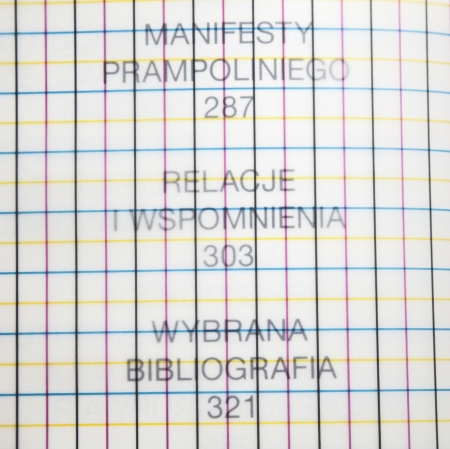 MANIFESTY
PRAMPOLINIEGO
287
RELACJE
I WSPOMNIENIA
303
WYBRANA
BIBLIOGRAFIA
321